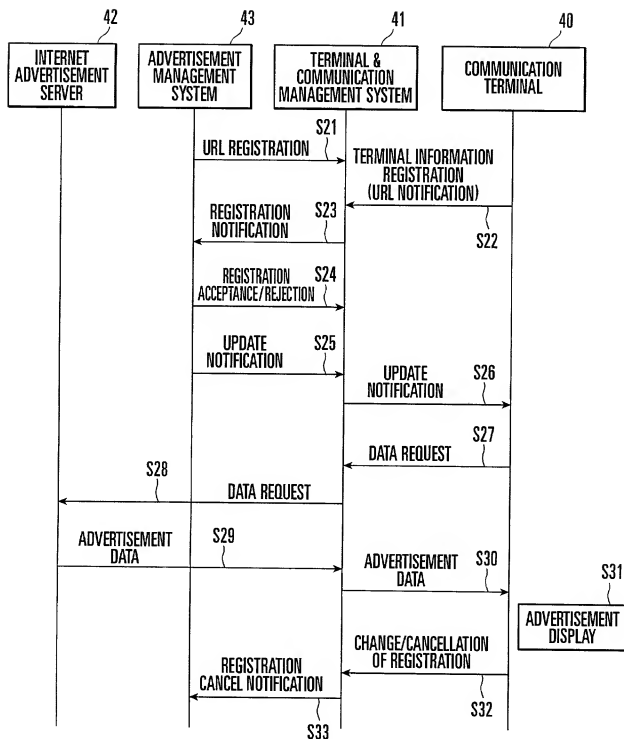 42
43
41
40
INTERNET
ADVERTISEMENT
SERVER
ADVERTISEMENT
MANAGEMENT
SYSTEM
TERMINAL &
COMMUNICATION
MANAGEMENT SYSTEM
COMMUNICATION
TERMINAL
S21
URL REGISTRATION
TERMINAL INFORMATION
REGISTRATION
(URL NOTIFICATION)
S22
REGISTRATION
NOTIFICATION
S23
REGISTRATION
ACCEPTANCE/REJECTION
S24
UPDATE
NOTIFICATION
S25
UPDATE
NOTIFICATION
S26
DATA REQUEST
S27
S28
DATA REQUEST
ADVERTISEMENT
DATA
S29
ADVERTISEMENT
DATA
S30
S31
ADVERTISEMENT
DISPLAY
CHANGE/CANCELLATION
OF REGISTRATION
S32
REGISTRATION
CANCEL NOTIFICATION
S33